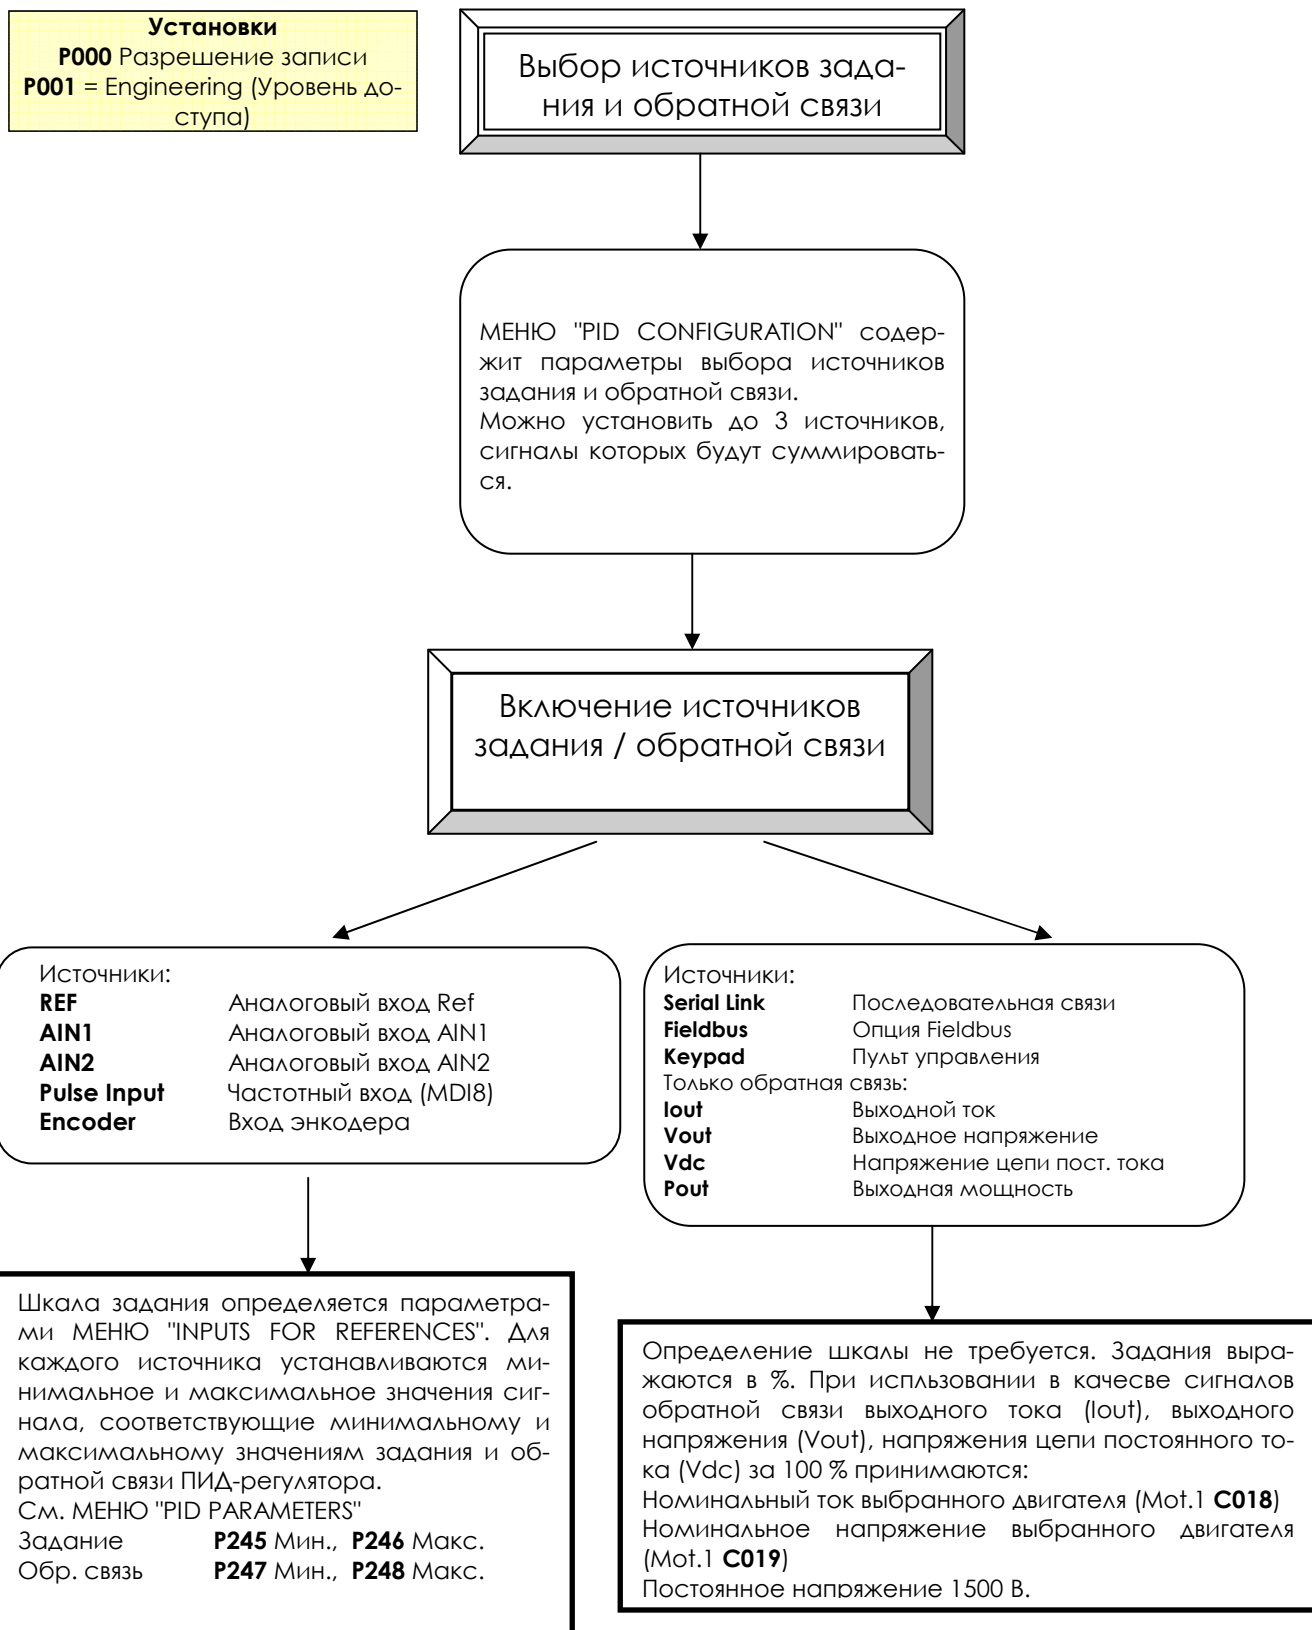 Установки
P000 Разрешение записи
P001 = Engineering (Уровень до-
ступа)
Выбор источников зада-
ния и обратной связи
МЕНЮ "PID CONFIGURATION" содер-
жит параметры выбора источников
задания и обратной связи.
Можно установить до 3 источников,
сигналы которых будут суммировать-
ся.
Включение источников
задания / обратной связи
Источники:
REF Аналоговый вход Ref
AIN1 Аналоговый вход AIN1
AIN2 Аналоговый вход AIN2
Pulse Input Частотный вход (MDI8)
Encoder Вход энкодера
Источники:
Serial Link Последовательная связи
Fieldbus Опция Fieldbus
Keypad Пульт управления
Только обратная связь:
Iout Выходной ток
Vout Выходное напряжение
Vdc Напряжение цепи пост. тока
Pout Выходная мощность
Шкала задания определяется параметра-
ми МЕНЮ "INPUTS FOR REFERENCES". Для
каждого источника устанавливаются ми-
нимальное и максимальное значения сиг-
нала, соответствующие минимальному и
максимальному значениям задания и об-
ратной связи ПИД-регулятора.
См. МЕНЮ "PID PARAMETERS"
Задание P245 Мин., P246 Макс.
Обр. связь P247 Мин., P248 Макс.
Определение шкалы не требуется. Задания выра-
жаются в %. При испльзовании в качесве сигналов
обратной связи выходного тока (Iout), выходного
напряжения (Vout), напряжения цепи постоянного то-
ка (Vdc) за 100 % принимаются:
Номинальный ток выбранного двигателя (Mot.1 C018)
Номинальное напряжение выбранного двигателя
(Mot.1 C019)
Постоянное напряжение 1500 В.